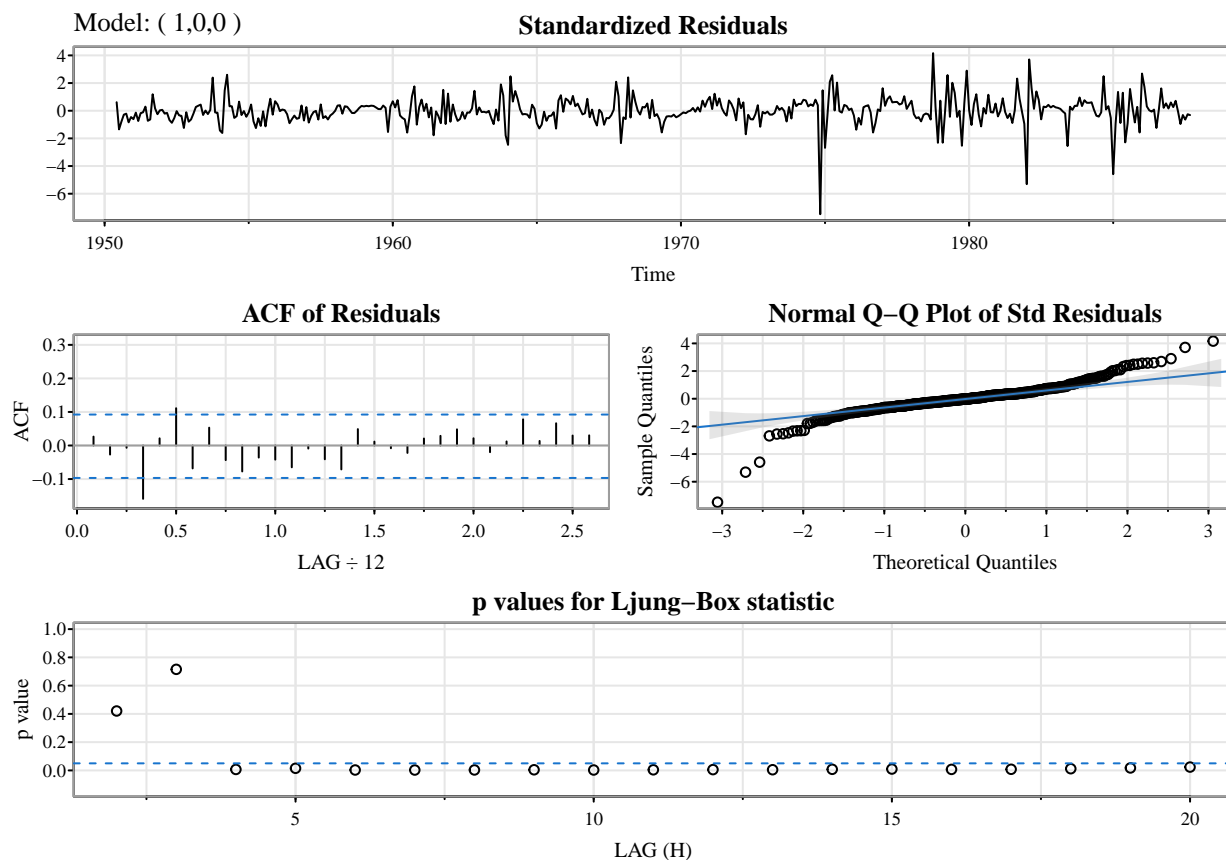 Model: ( 1,0,0 )
Standardized Residuals
4
2
0
−2
−4
−6
1950 1960 1970 1980
Time
ACF of Residuals
ACF
0.3
0.2
0.1
0.0
−0.1
0.0 0.5 1.0 1.5 2.0 2.5
LAG ÷ 12
Normal Q−Q Plot of Std Residuals
Sample Quantiles
4
2
0
−2
−4
−6
−3 −2 −1 0 1 2 3
Theoretical Quantiles
p values for Ljung−Box statistic
p value
1.0
0.8
0.6
0.4
0.2
0.0
5 10 15 20
LAG (H)